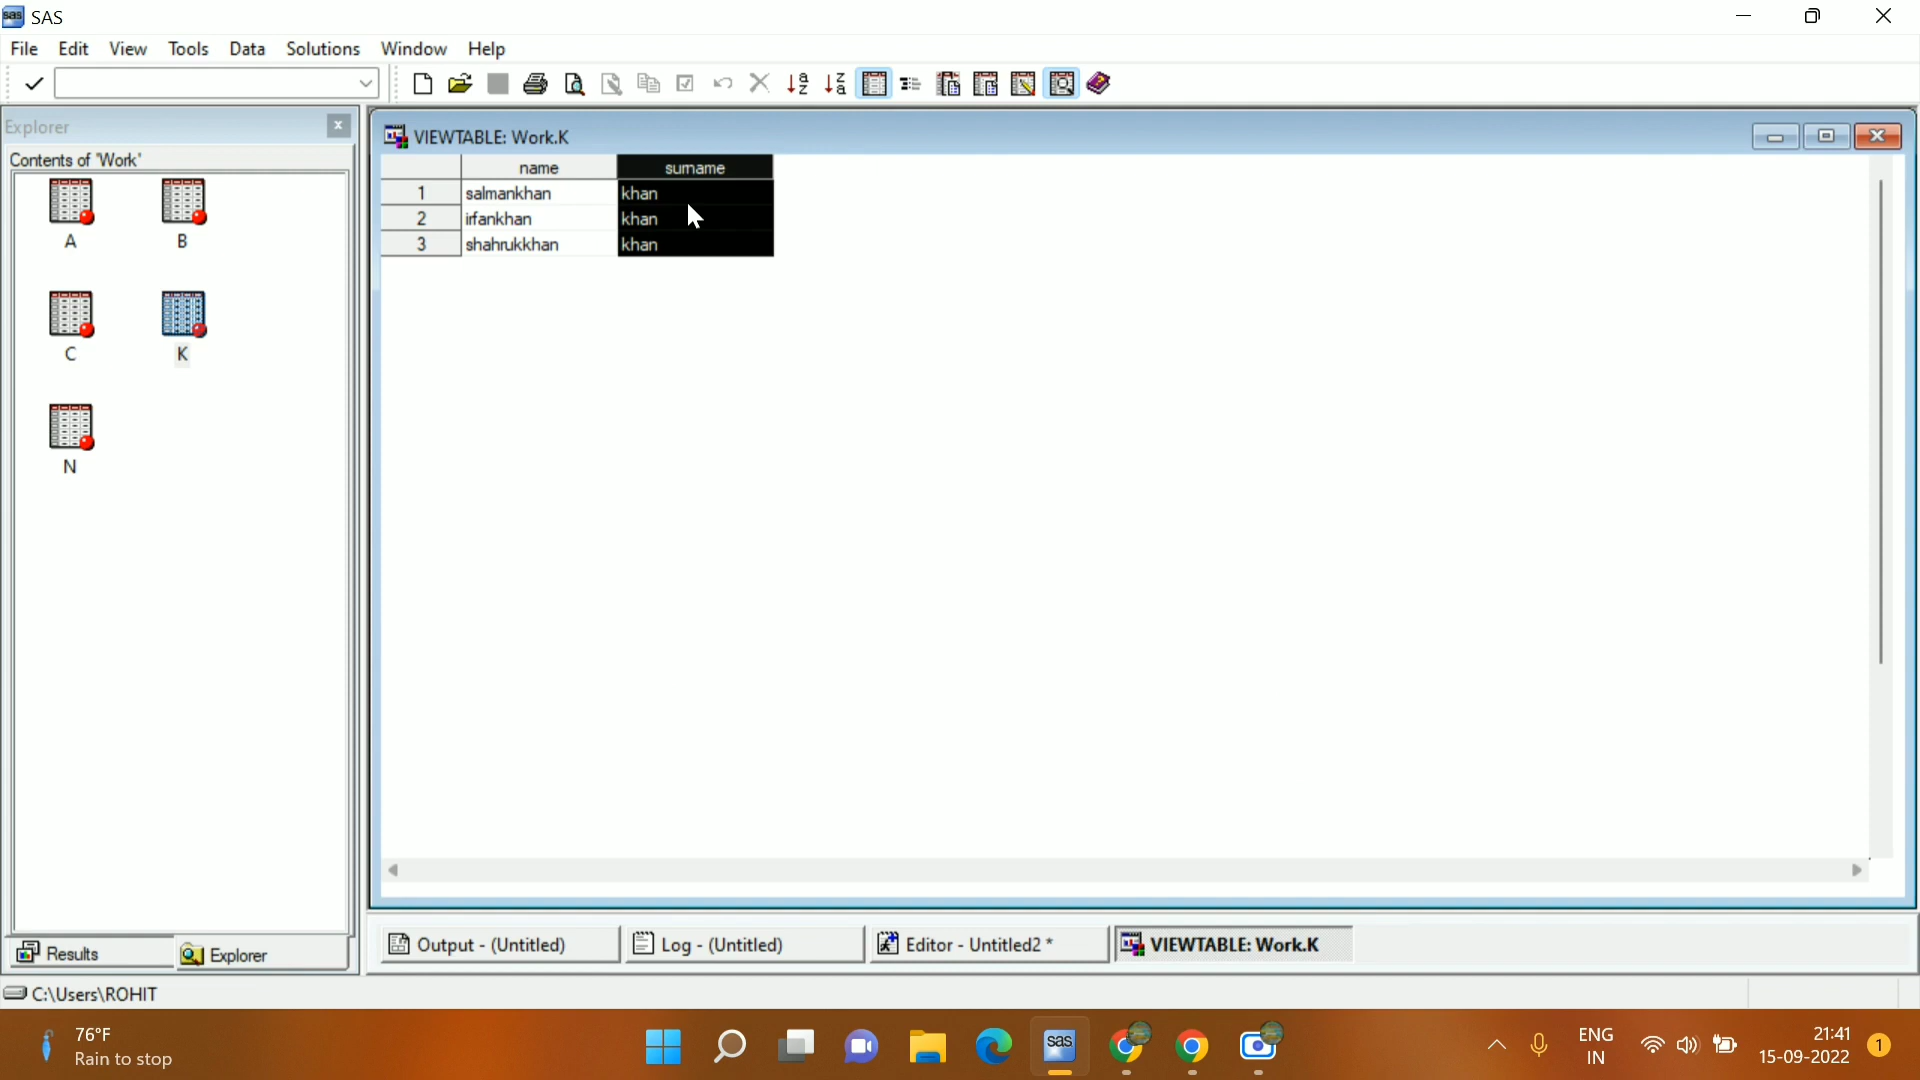 SAS
File Edit View Tools Data Solutions Window Help
Explorer
Contents of 'Work'
A B
C K
N
VIEWTABLE: Work.K
name surname
1 salmankhan khan
2 irfankhan khan
3 shahrukkhan khan
Results Explorer
Output - (Untitled) Log - (Untitled) Editor - Untitled2 * VIEWTABLE: Work.K
C:\Users\ROHIT
76°F
Rain to stop
sas
ENG
IN
21:41
15-09-2022
1